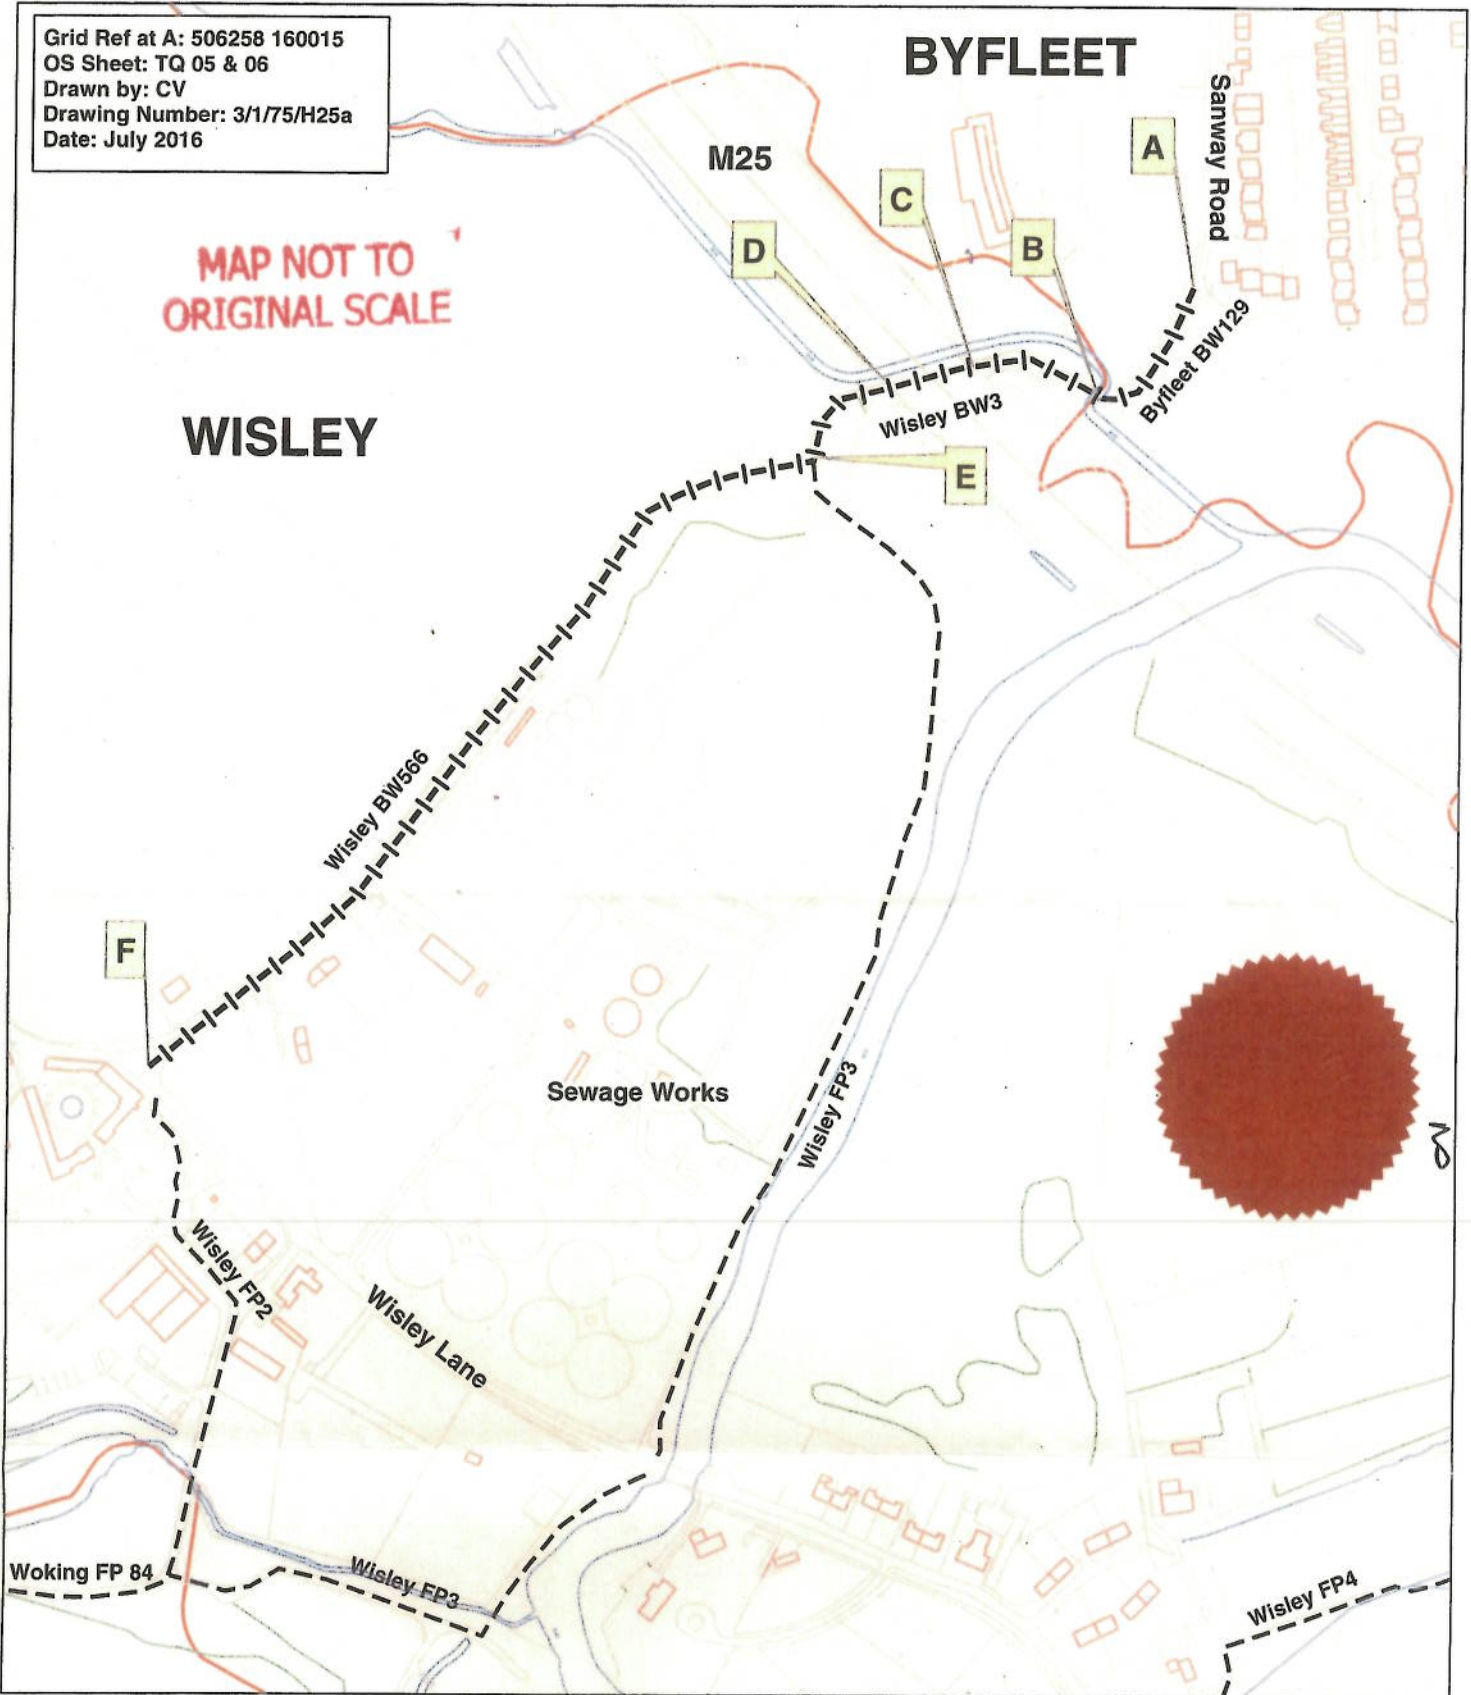 Grid Ref at A: 506258 160015
OS Sheet: TQ 05 & 06
Drawn by: CV
Drawing Number: 3/1/75/H25a
Date: July 2016
BYFLEET
Sanway Road
M25
A
C
B
D
MAP NOT TO
ORIGINAL SCALE
Byfleet BW129
Wisley BW3
WISLEY
E
Wisley BW566
F
Sewage Works
Wisley FP3
Wisley FP2
Wisley Lane
Woking FP 84
Wisley FP3
Wisley FP4